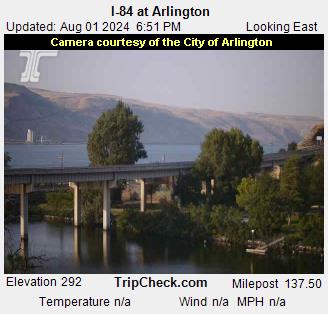 I-84 at Arlington
Updated: Aug 01 2024 6:51 PM Looking East
Camera courtesy of the City of Arlington
Elevation 292 TripCheck.com Milepost 137.50
Temperature n/a Wind n/a MPH n/a